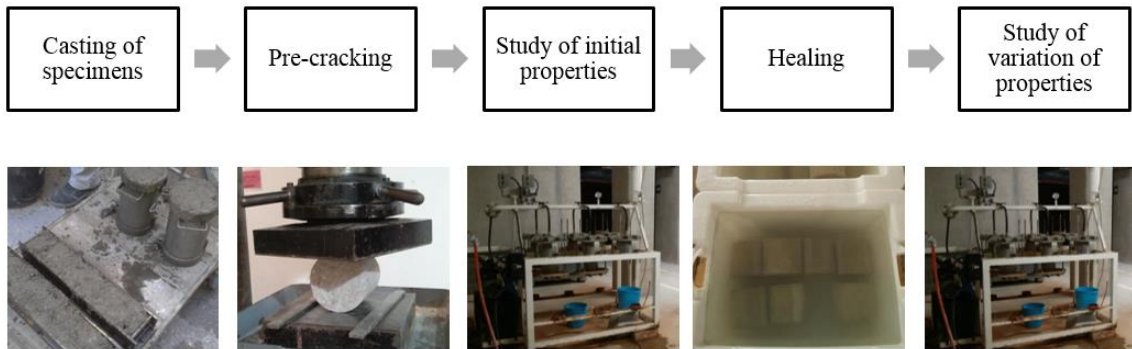 Casting of
specimens
Pre-cracking
Study of initial
properties
Healing
Study of
variation of
properties